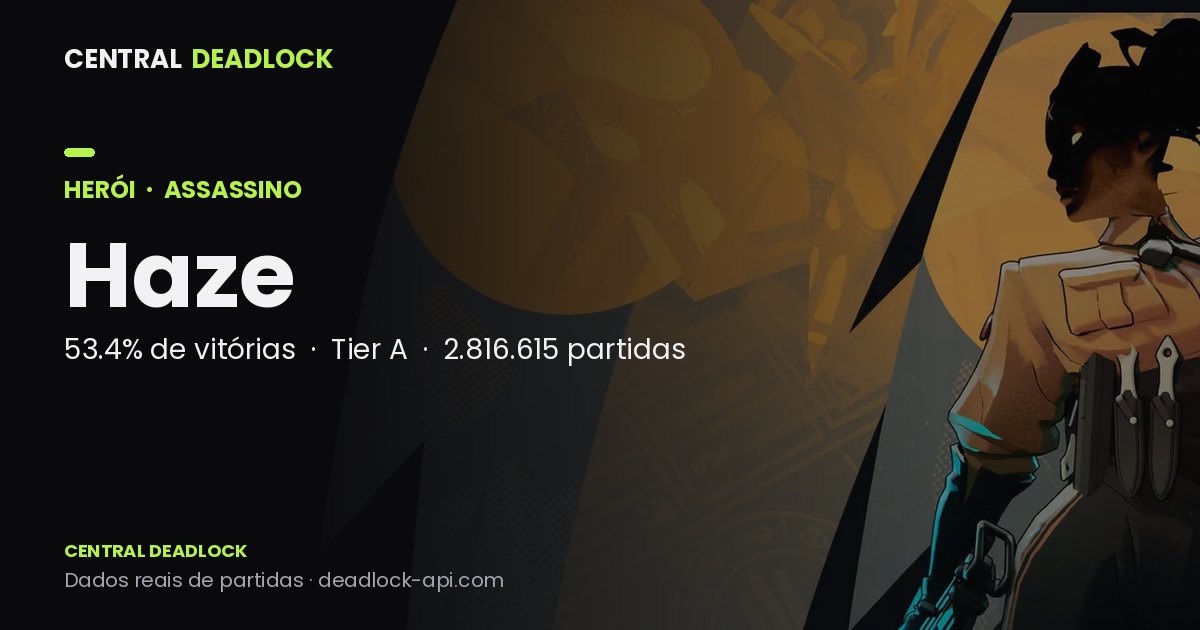 CENTRAL DEADLOCK
HERÓI · ASSASSINO
Haze
53.4% de vitórias · Tier A · 2.816.615 partidas
CENTRAL DEADLOCK
Dados reais de partidas · deadlock-api.com